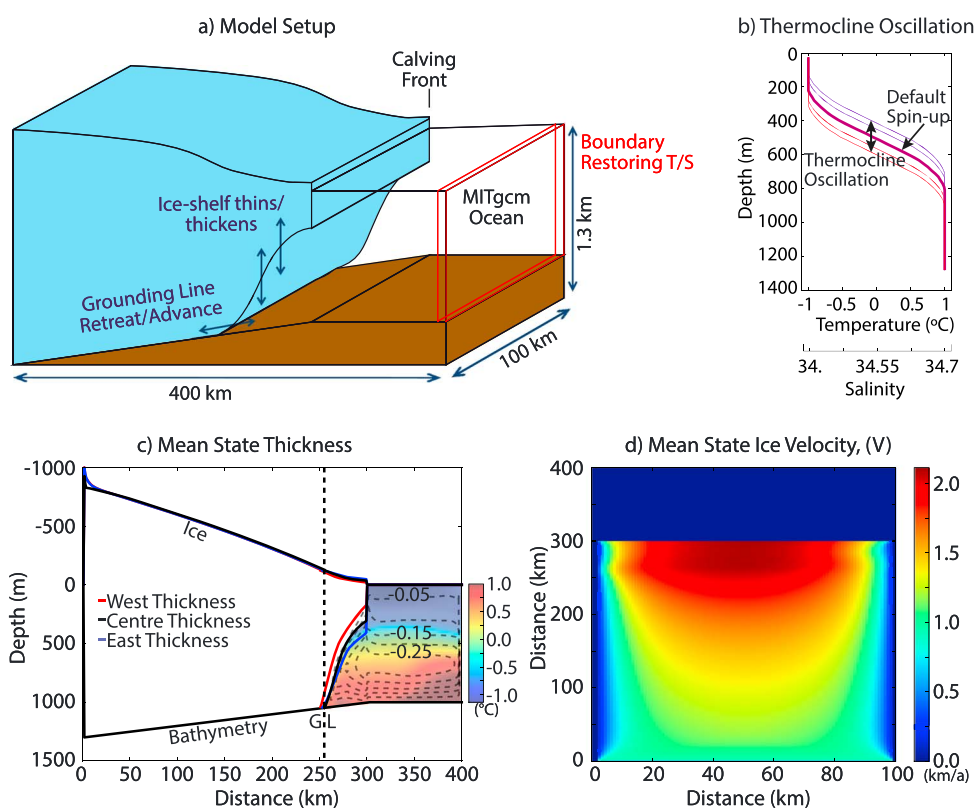 a) Model Setup
Calving
Front
Boundary
Restoring T/S
MITgcm
Ocean
1.3 km
Ice-shelf thins/
thickens
Grounding Line
Retreat/Advance
100 km
400 km
b) Thermocline Oscillation
0
200
400
600
800
1000
1200
1400
Depth (m)
Default
Spin-up
Thermocline
Oscillation
-1 -0.5 0 0.5 1
Temperature (ºC)
34. 34.55 34.7
Salinity
c) Mean State Thickness
-1000
-500
0
500
1000
1500
Depth (m)
Ice
West Thickness
Centre Thickness
East Thickness
-0.05
-0.15
-0.25
Bathymetry
GL
1.0
0.5
0.0
-0.5
-1.0
(°C)
0 50 100 150 200 250 300 350 400
Distance (km)
d) Mean State Ice Velocity, (V)
400
300
200
100
0
Distance (km)
0 20 40 60 80 100
Distance (km)
2.0
1.5
1.0
0.5
0.0
(km/a)